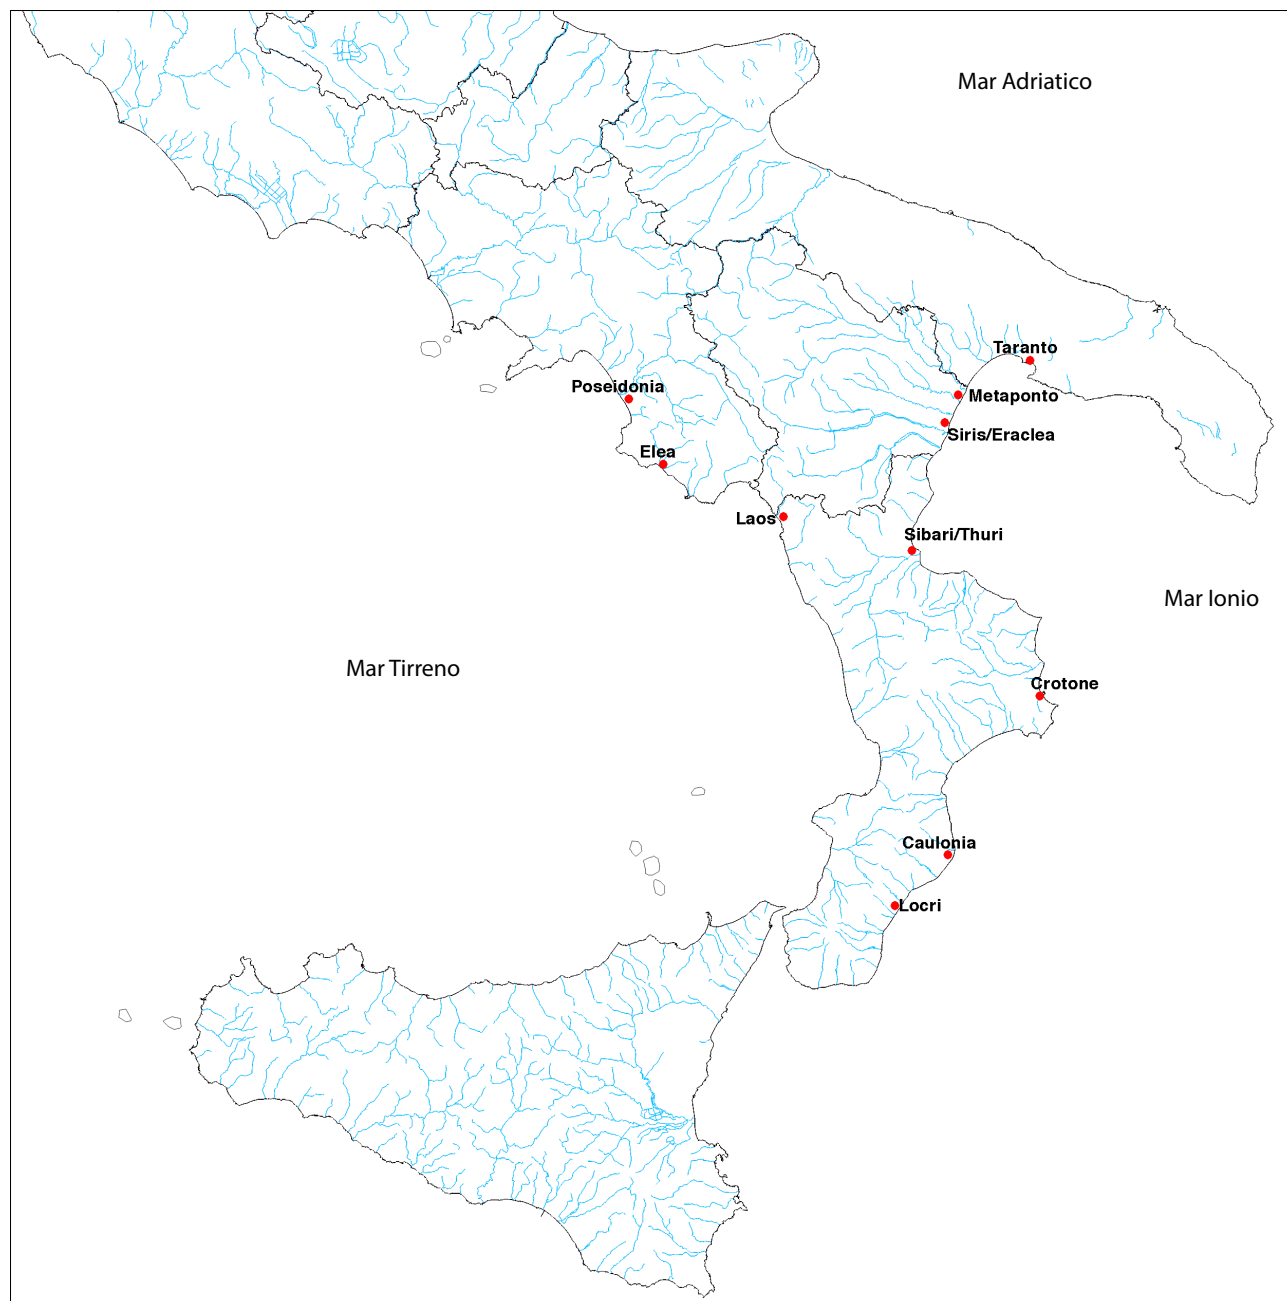 Mar Adriatico
Taranto
Poseidonia
Metaponto
Siris/Eraclea
Elea
Laos
Sibari/Thuri
Mar Ionio
Mar Tirreno
Crotone
Caulonia
Locri